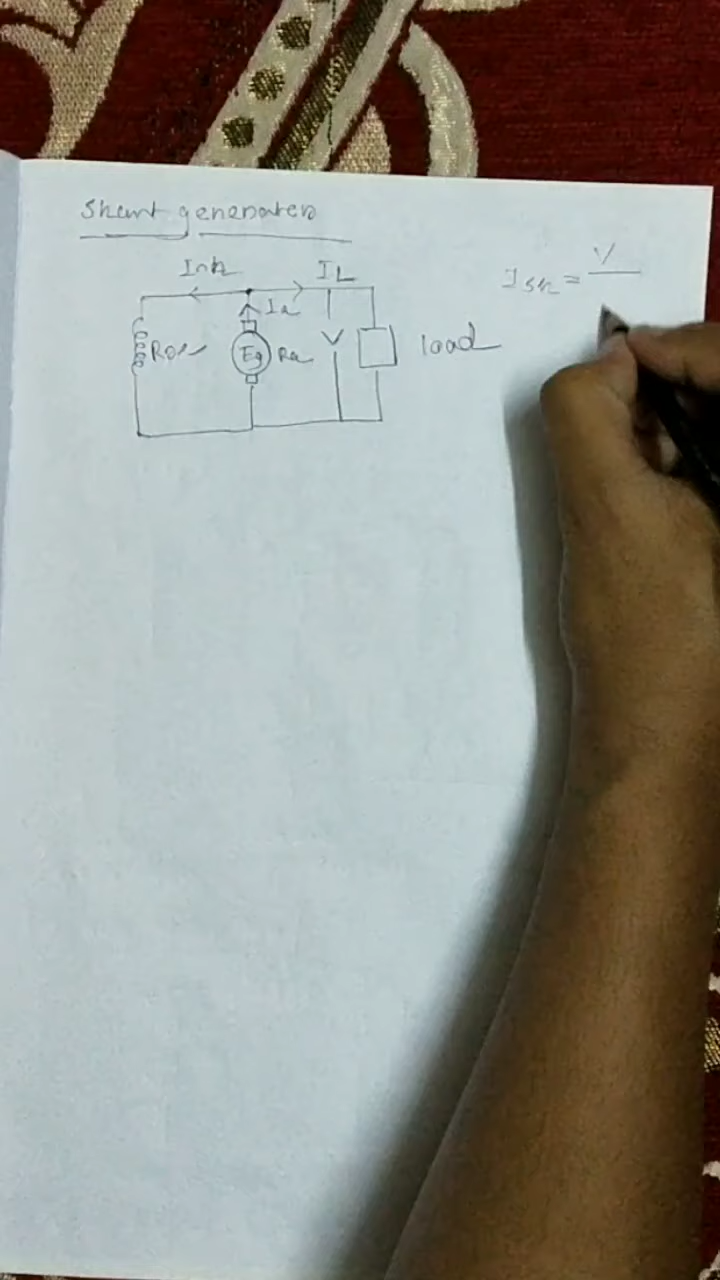 Shunt generator
Ish
IL
Ia
Rsh
Eg
Ra
V
load
Ish = V